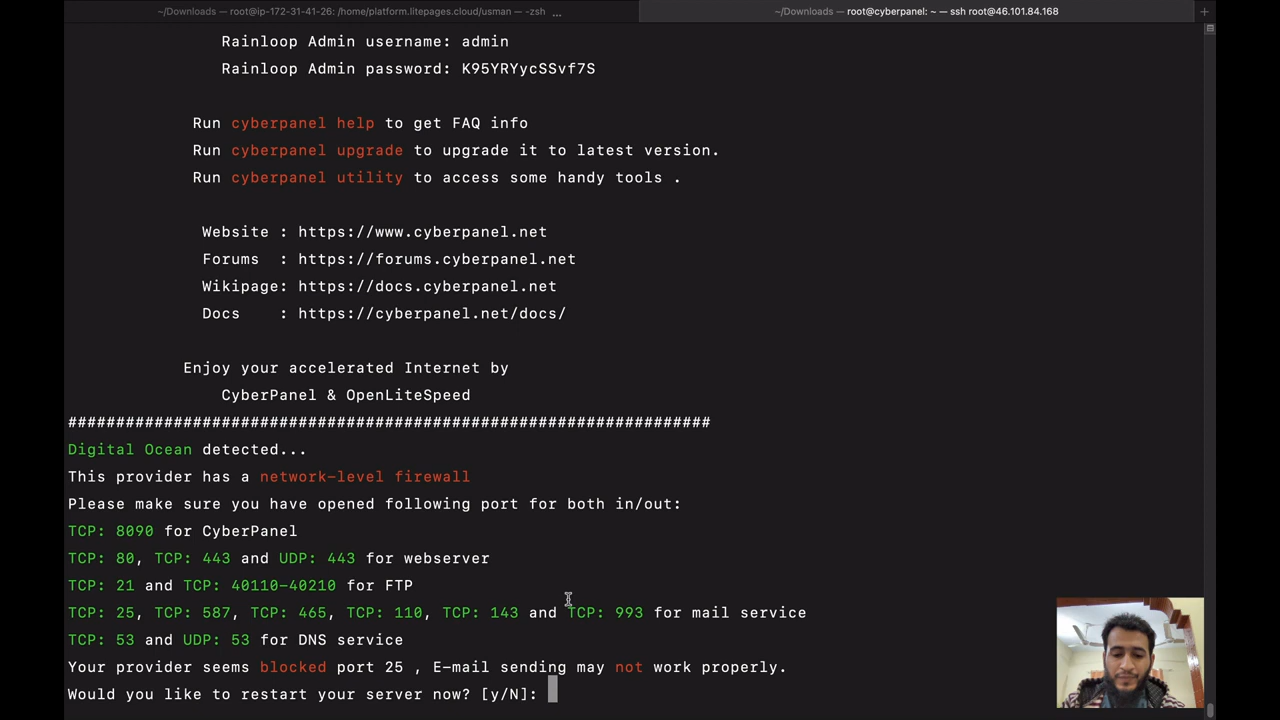 ~/Downloads — root@ip-172-31-41-26: /home/platform.litepages.cloud/usman — -zsh ...
~/Downloads — root@cyberpanel: ~ — ssh root@46.101.84.168
Rainloop Admin username: admin
Rainloop Admin password: K95YRYycSSvf7S
Run cyberpanel help to get FAQ info
Run cyberpanel upgrade to upgrade it to latest version.
Run cyberpanel utility to access some handy tools .
Website : https://www.cyberpanel.net
Forums : https://forums.cyberpanel.net
Wikipage: https://docs.cyberpanel.net
Docs : https://cyberpanel.net/docs/
Enjoy your accelerated Internet by
CyberPanel & OpenLiteSpeed
###################################################################
Digital Ocean detected...
This provider has a network-level firewall
Please make sure you have opened following port for both in/out:
TCP: 8090 for CyberPanel
TCP: 80, TCP: 443 and UDP: 443 for webserver
TCP: 21 and TCP: 40110-40210 for FTP
TCP: 25, TCP: 587, TCP: 465, TCP: 110, TCP: 143 and TCP: 993 for mail service
TCP: 53 and UDP: 53 for DNS service
Your provider seems blocked port 25 , E-mail sending may not work properly.
Would you like to restart your server now? [y/N]: